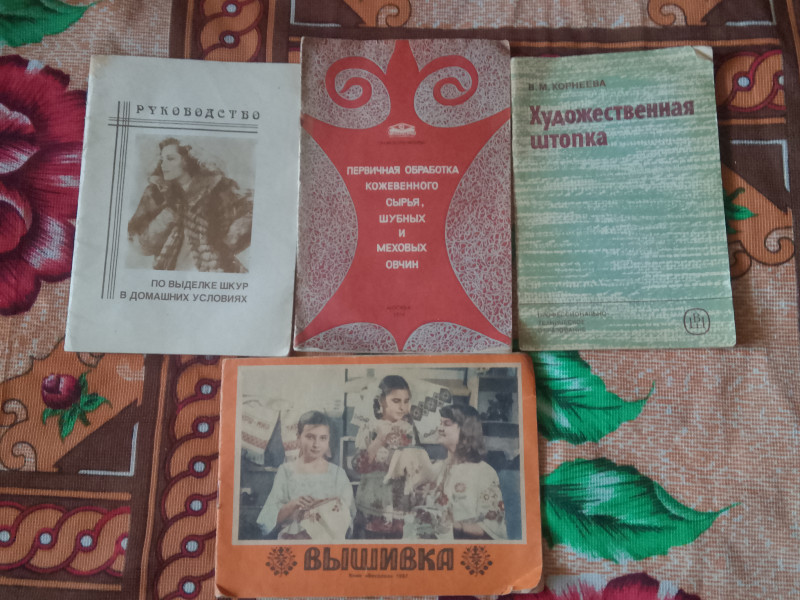 РУКОВОДСТВО
ПО ВЫДЕЛКЕ ШКУР
В ДОМАШНИХ УСЛОВИЯХ
ПЕРВИЧНАЯ ОБРАБОТКА
КОЖЕВЕННОГО
СЫРЬЯ,
ШУБНЫХ
И
МЕХОВЫХ
ОВЧИН
В. М. КОРНЕЕВА
Художественная
штопка
ВЫШИВКА